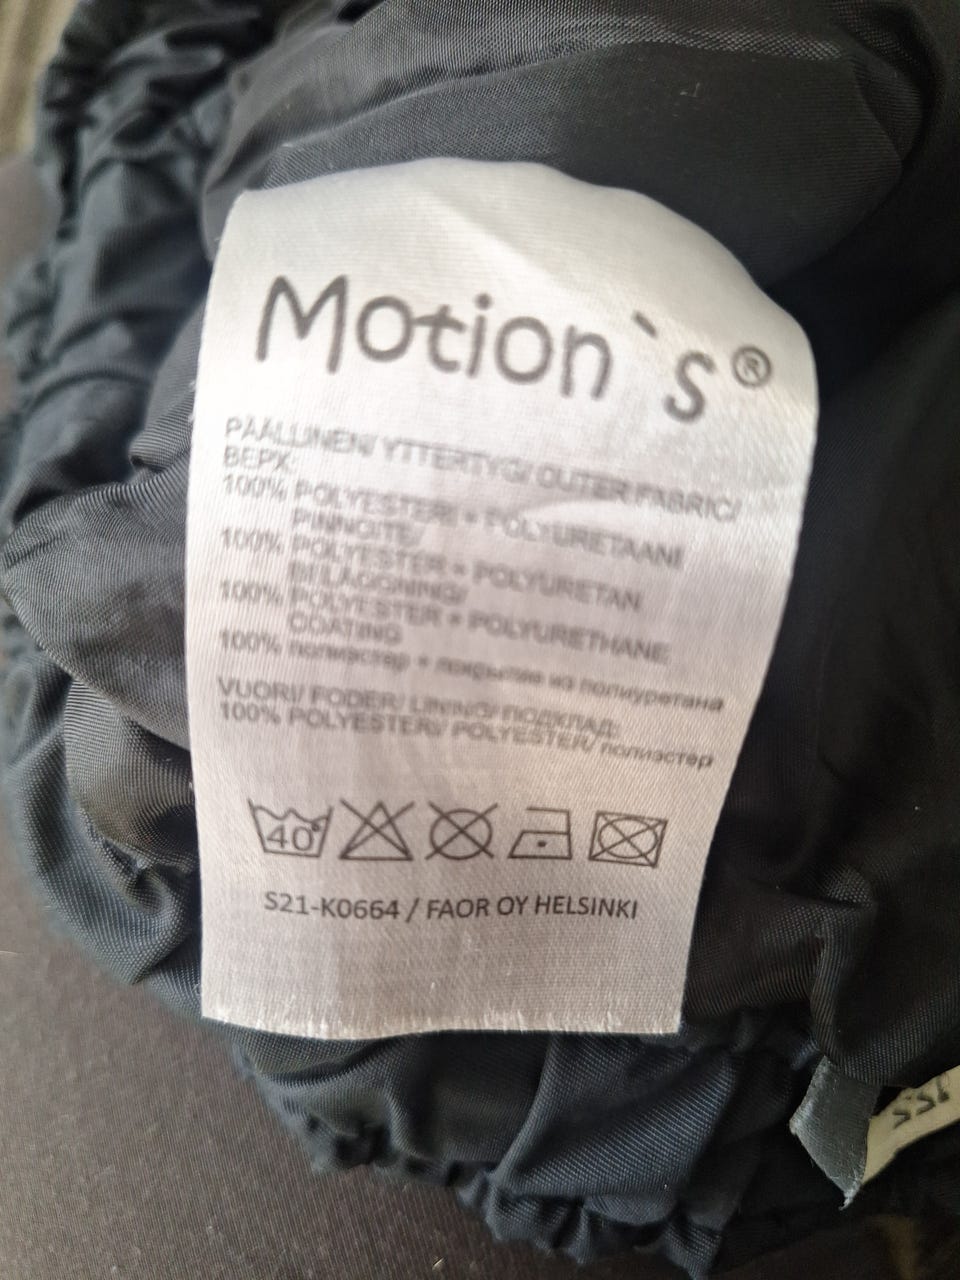 Motion`s®
PÄÄLLINEN/ YTTERTYG/ OUTER FABRIC/
ВЕРХ:
100% POLYESTERI + POLYURETAANI
PINNOITE/
100% POLYESTER + POLYURETAN
BELÄGGNING/
100% POLYESTER + POLYURETHANE
COATING
100% полиэстер + покрытие из полиуретана
VUORI/ FODER/ LINING/ ПОДКЛАД:
100% POLYESTERI/ POLYESTER/ полиэстер
40°
S21-K0664 / FAOR OY HELSINKI